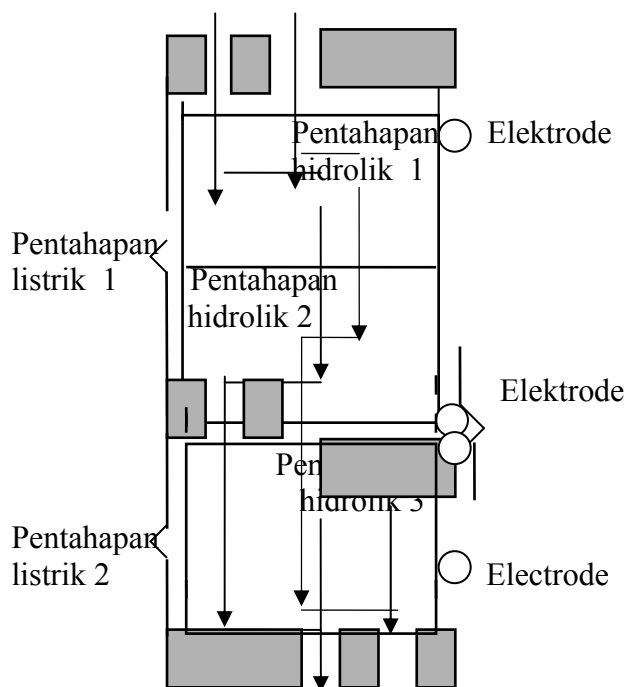 Pentahapan
hidrolik 1
Elektrode
Pentahapan
listrik 1
Pentahapan
hidrolik 2
Elektrode
hidrolik 3
Pentahapan
listrik 2
Electrode